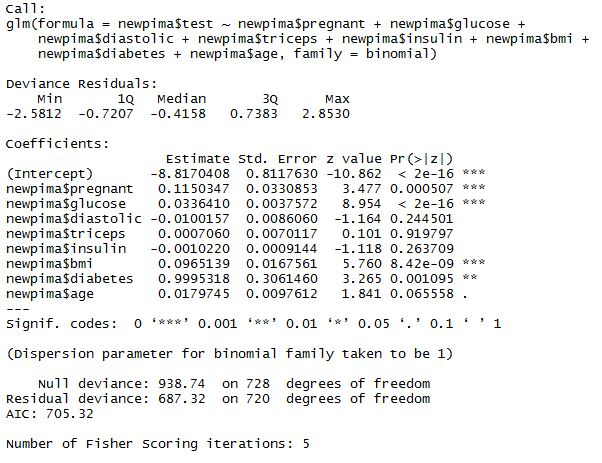 Call:
glm(formula = newpima$test ~ newpima$pregnant + newpima$glucose +
    newpima$diastolic + newpima$triceps + newpima$insulin + newpima$bmi +
    newpima$diabetes + newpima$age, family = binomial)

Deviance Residuals:
    Min       1Q   Median       3Q      Max
-2.5812  -0.7207  -0.4158   0.7383   2.8530

Coefficients:
                    Estimate Std. Error z value Pr(>|z|)
(Intercept)       -8.8170408  0.8117630 -10.862  < 2e-16 ***
newpima$pregnant   0.1150347  0.0330853   3.477 0.000507 ***
newpima$glucose    0.0336410  0.0037572   8.954  < 2e-16 ***
newpima$diastolic -0.0100157  0.0086060  -1.164 0.244501
newpima$triceps    0.0007060  0.0070117   0.101 0.919797
newpima$insulin   -0.0010220  0.0009144  -1.118 0.263709
newpima$bmi        0.0965139  0.0167561   5.760 8.42e-09 ***
newpima$diabetes   0.9995318  0.3061460   3.265 0.001095 **
newpima$age        0.0179745  0.0097612   1.841 0.065558 .
---
Signif. codes:  0 ‘***’ 0.001 ‘**’ 0.01 ‘*’ 0.05 ‘.’ 0.1 ‘ ’ 1

(Dispersion parameter for binomial family taken to be 1)

    Null deviance: 938.74  on 728  degrees of freedom
Residual deviance: 687.32  on 720  degrees of freedom
AIC: 705.32

Number of Fisher Scoring iterations: 5